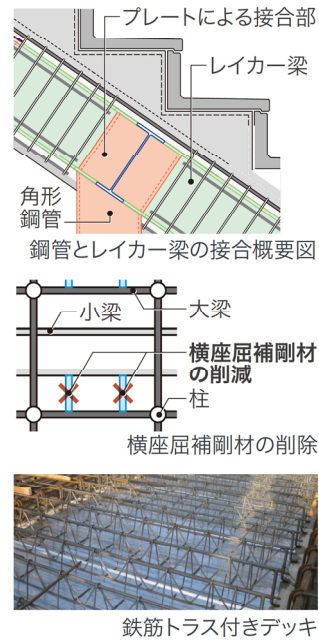 プレートによる接合部
レイカー梁
角形
鋼管
鋼管とレイカー梁の接合概要図
小梁
大梁
横座屈補剛材
の削減
柱
横座屈補剛材の削除
鉄筋トラス付きデッキ